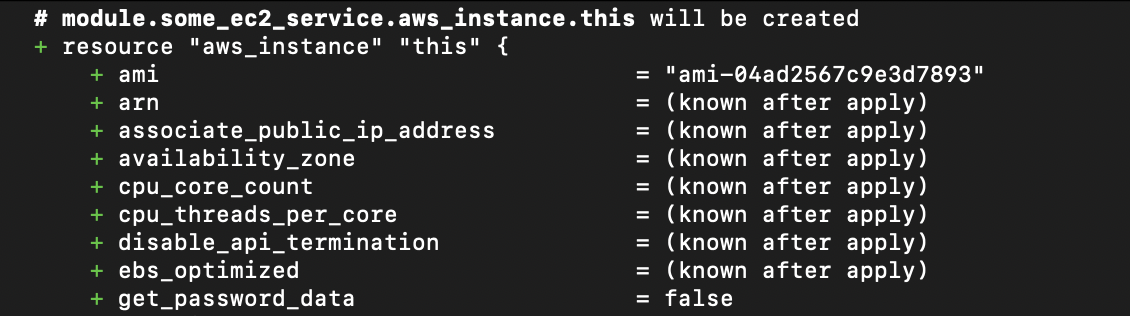 # module.some_ec2_service.aws_instance.this will be created
+ resource "aws_instance" "this" {
+ ami = "ami-04ad2567c9e3d7893"
+ arn = (known after apply)
+ associate_public_ip_address = (known after apply)
+ availability_zone = (known after apply)
+ cpu_core_count = (known after apply)
+ cpu_threads_per_core = (known after apply)
+ disable_api_termination = (known after apply)
+ ebs_optimized = (known after apply)
+ get_password_data = false